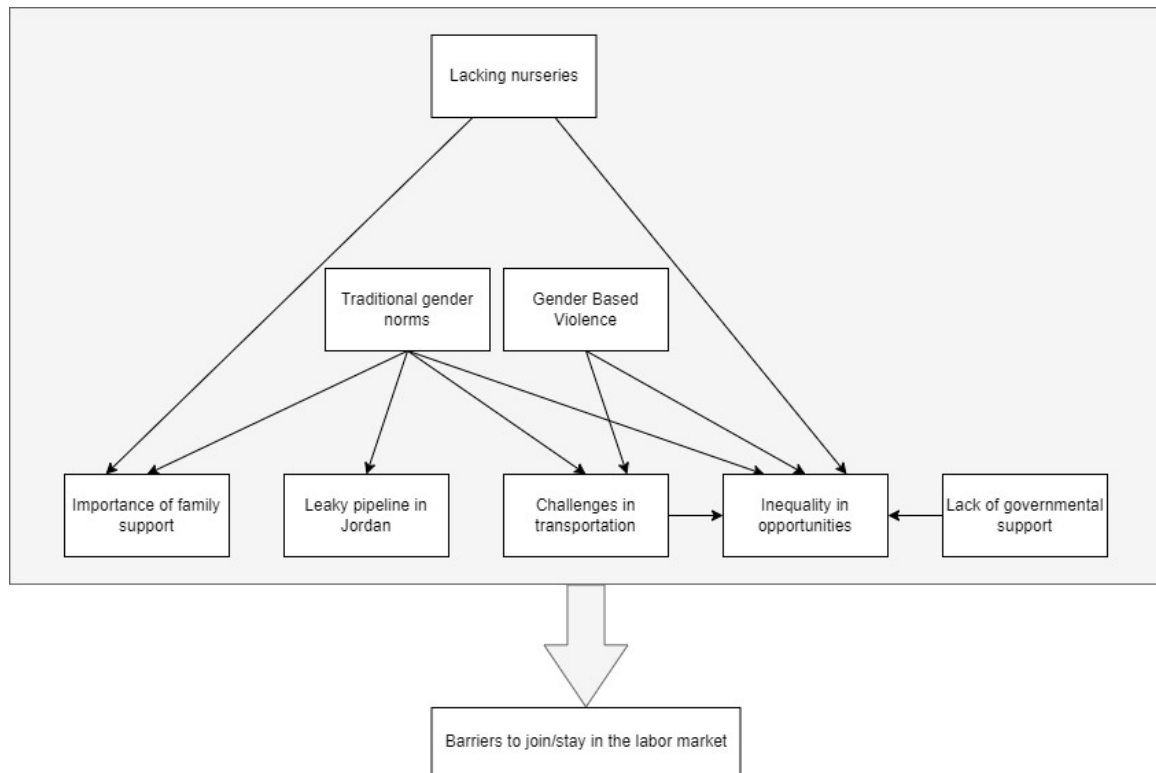 Lacking nurseries
Traditional gender
norms
Gender Based
Violence
Importance of family
support
Leaky pipeline in
Jordan
Challenges in
transportation
Inequality in
opportunities
Lack of governmental
support
Barriers to join/stay in the labor market